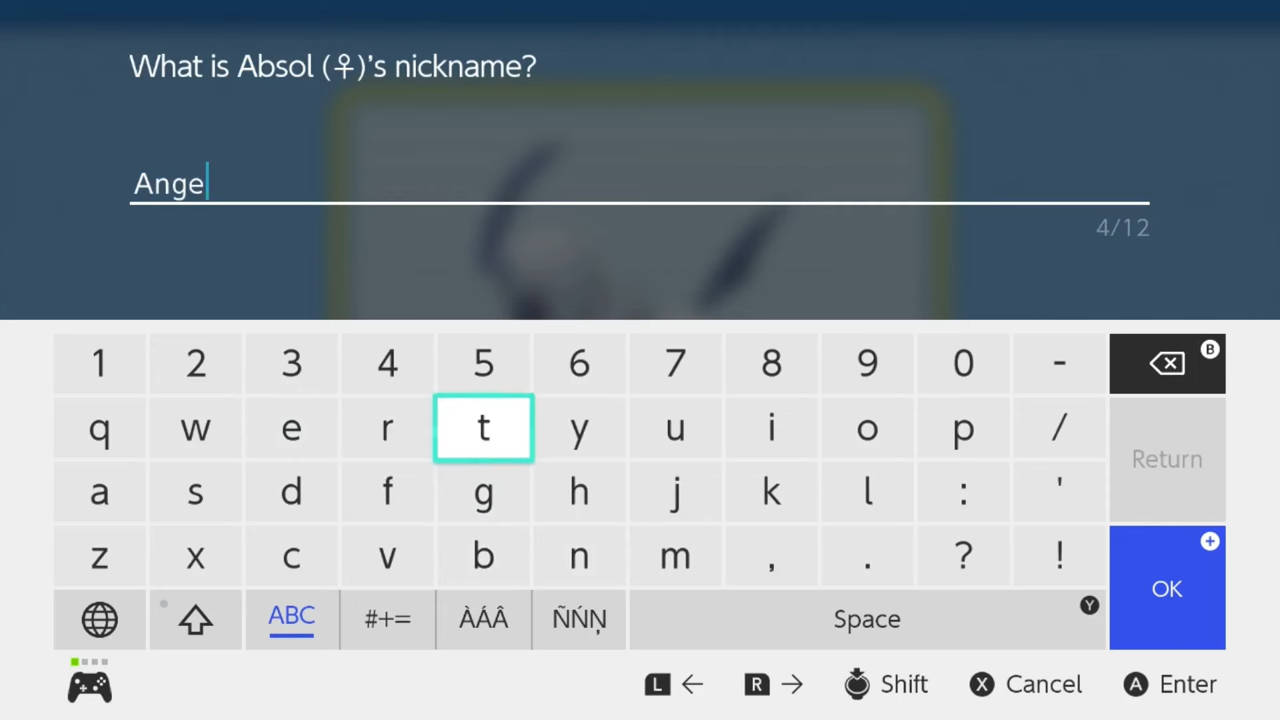 What is Absol (♀)'s nickname?
Ange
4/12
1 2 3 4 5 6 7 8 9 0 - B
q w e r t y u i o p /
Return
a s d f g h j k l : '
z x c v b n m , . ? ! +
OK
ABC #+= ÀÁÂ ÑŃŅ Space Y
L ← R → Shift X Cancel A Enter